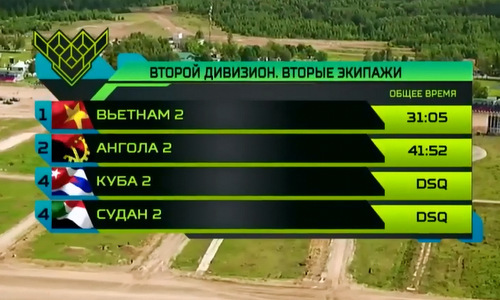 ВТОРОЙ ДИВИЗИОН. ВТОРЫЕ ЭКИПАЖИ
ОБЩЕЕ ВРЕМЯ
1 ВЬЕТНАМ 2 31:05
2 АНГОЛА 2 41:52
4 КУБА 2 DSQ
4 СУДАН 2 DSQ